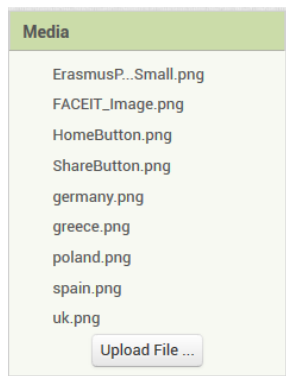 Media
ErasmusP...Small.png
FACEIT_Image.png
HomeButton.png
ShareButton.png
germany.png
greece.png
poland.png
spain.png
uk.png
Upload File ...